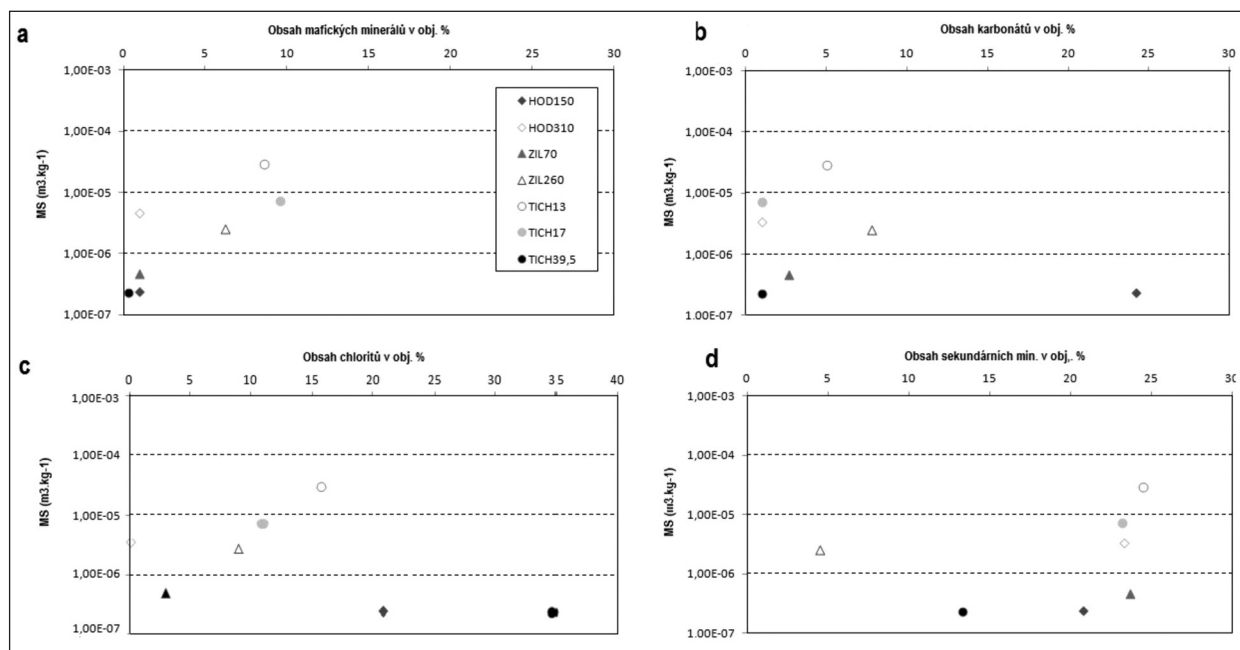 a
Obsah mafických minerálů v obj. %
0 5 10 15 20 25 30
1,00E-03
1,00E-04
1,00E-05
1,00E-06
1.00E-07
MS (m3.kg-1)
HOD150
HOD310
ZIL70
ZIL260
TICH13
TICH17
TICH39,5
b
Obsah karbonátů v obj. %
0 5 10 15 20 25 30
1,00E-03
1,00E-04
1,00E-05
1,00E-06
1.00E-07
MS (m3.kg-1)
c
Obsah chloritů v obj. %
0 5 10 15 20 25 30 35 40
1,00E-03
1,00E-04
1,00E-05
1,00E-06
1,00E-07
MS (m3.kg-1)
d
Obsah sekundárních min. v obj,. %
0 5 10 15 20 25 30
1,00E-03
1,00E-04
1,00E-05
1,00E-06
1,00E-07
MS (m3.kg-1)